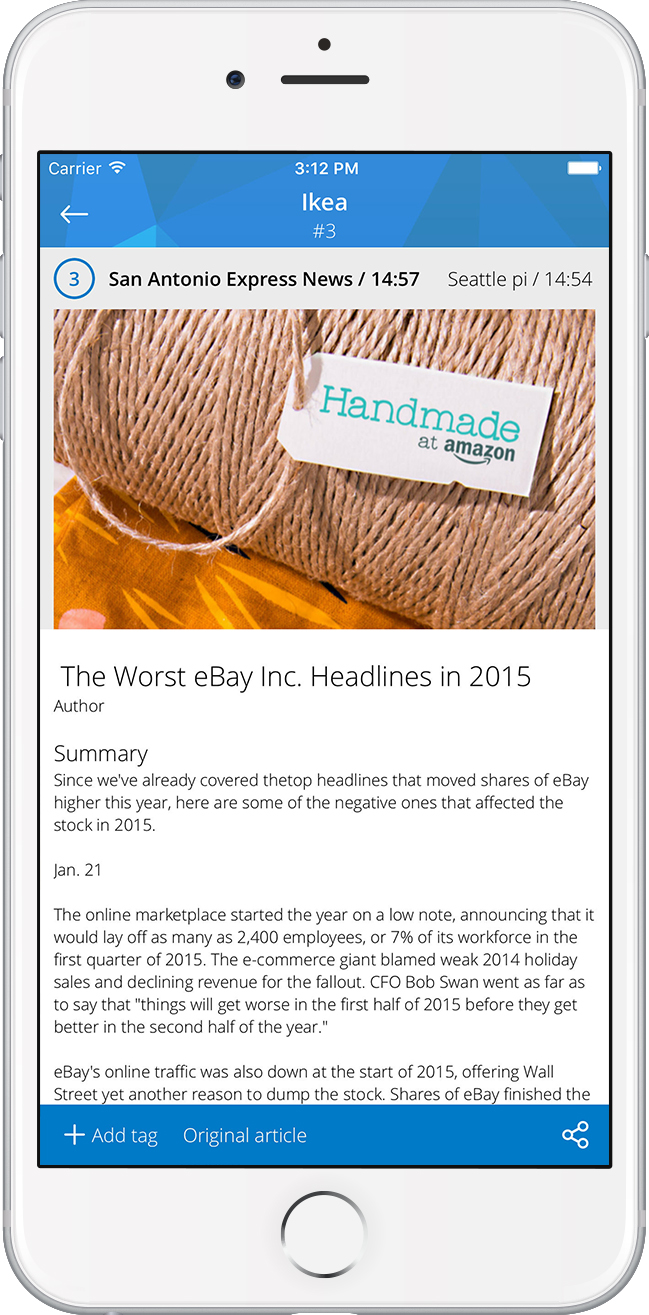 Carrier 3:12 PM
Ikea
#3
3 San Antonio Express News / 14:57 Seattle pi / 14:54
Handmade
at amazon
The Worst eBay Inc. Headlines in 2015
Author
Summary
Since we've already covered thetop headlines that moved shares of eBay
higher this year, here are some of the negative ones that affected the
stock in 2015.
Jan. 21
The online marketplace started the year on a low note, announcing that it
would lay off as many as 2,400 employees, or 7% of its workforce in the
first quarter of 2015. The e-commerce giant blamed weak 2014 holiday
sales and declining revenue for the fallout. CFO Bob Swan went as far as
to say that "things will get worse in the first half of 2015 before they get
better in the second half of the year."
eBay's online traffic was also down at the start of 2015, offering Wall
Street yet another reason to dump the stock. Shares of eBay finished the
Add tag Original article